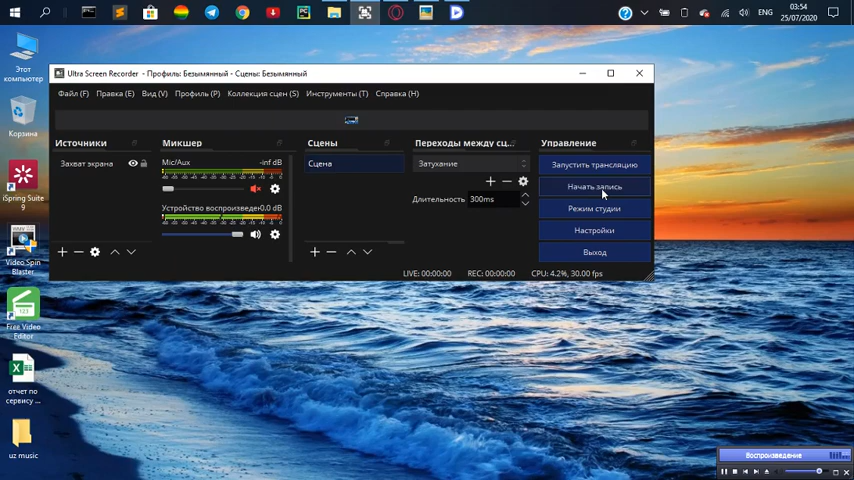 ENG
03:54
25/07/2020
Ultra Screen Recorder - Профиль: Безымянный - Сцены: Безымянный
Файл (F) Правка (E) Вид (V) Профиль (P) Коллекция сцен (S) Инструменты (T) Справка (H)
Источники
Захват экрана
Микшер
Mic/Aux -inf dB
Устройство воспроизведен 0.0 dB
Сцены
Сцена
Переходы между сц...
Затухание
Длительность 300ms
Управление
Запустить трансляцию
Начать запись
Режим студии
Настройки
Выход
LIVE: 00:00:00 REC: 00:00:00 CPU: 4.2%, 30.00 fps
Этот
компьютер
Корзина
iSpring Suite
9
Video Spin
Blaster
Free Video
Editor
отчет по
сервису ...
uz music
Воспроизведение